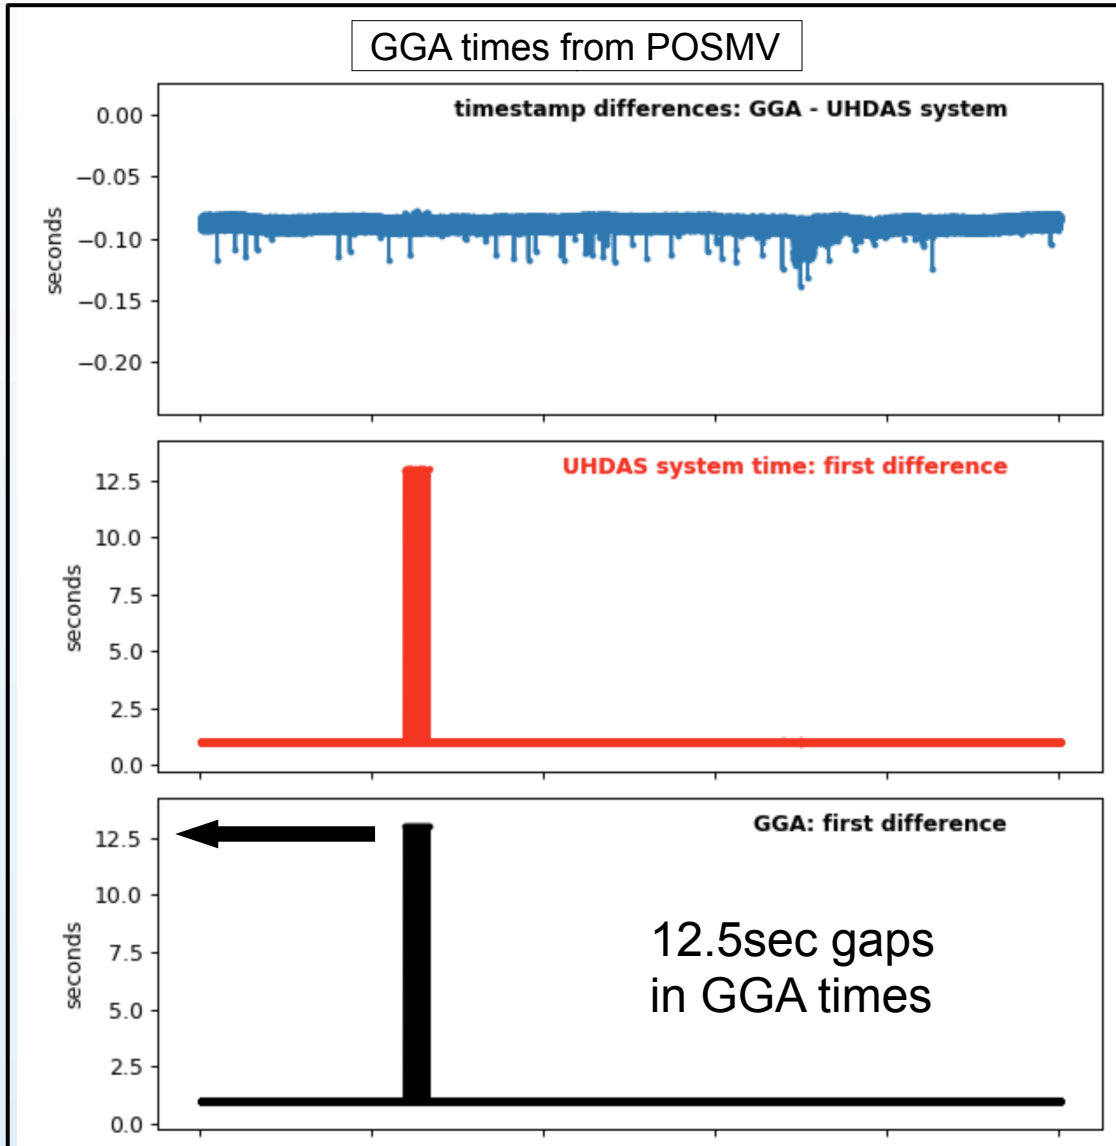 GGA times from POSMV
timestamp differences: GGA - UHDAS system
0.00
−0.05
−0.10
−0.15
−0.20
seconds
UHDAS system time: first difference
12.5
10.0
7.5
5.0
2.5
0.0
seconds
GGA: first difference
12.5
10.0
7.5
5.0
2.5
0.0
seconds
12.5sec gaps
in GGA times